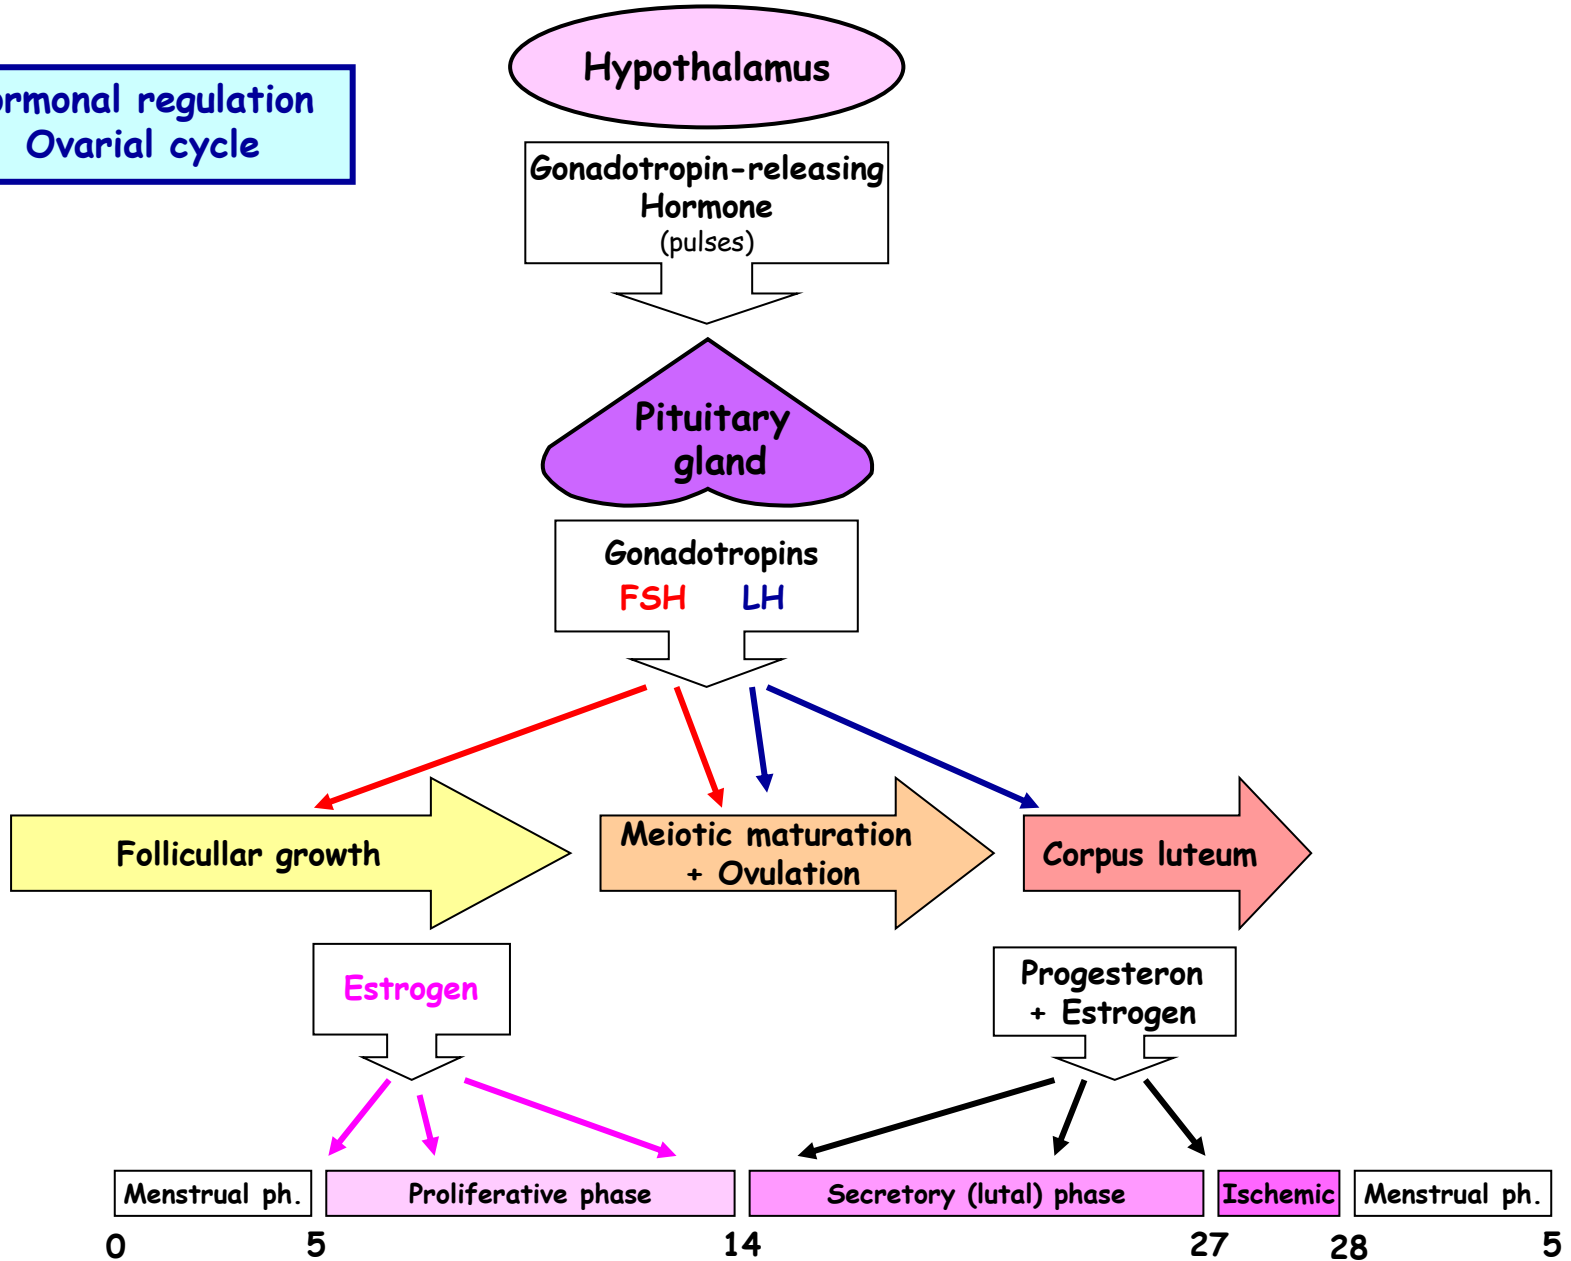 ormonal regulation
Ovarial cycle
Hypothalamus
Gonadotropin-releasing
Hormone
(pulses)
Pituitary
gland
Gonadotropins
FSH LH
Follicullar growth
Meiotic maturation
+ Ovulation
Corpus luteum
Estrogen
Progesteron
+ Estrogen
Menstrual ph. Proliferative phase Secretory (lutal) phase Ischemic Menstrual ph.
0 5 14 27 28 5